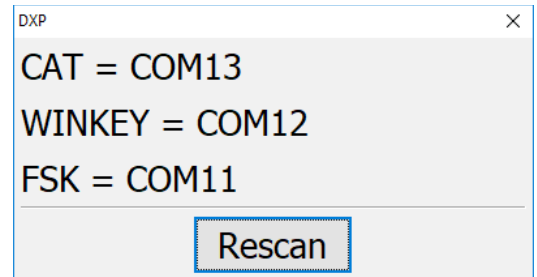 DXP
CAT = COM13
WINKEY = COM12
FSK = COM11
Rescan